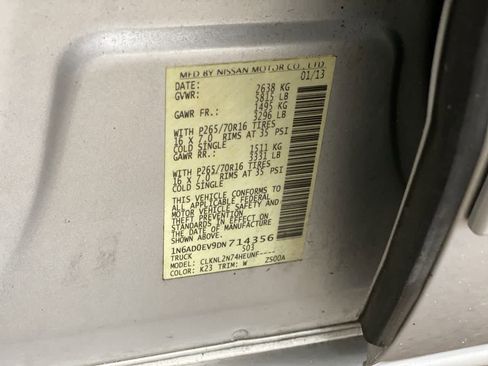 MFD BY NISSAN MOTOR CO., LTD.
DATE: 01/13
GVWR: 2638 KG
5815 LB
GAWR FR.: 1495 KG
3296 LB
WITH P265/70R16 TIRES
16 X 7.0 RIMS AT 35 PSI
COLD SINGLE
GAWR RR.: 1511 KG
3331 LB
WITH P265/70R16 TIRES
16 X 7.0 RIMS AT 35 PSI
COLD SINGLE
THIS VEHICLE CONFORMS TO
ALL APPLICABLE FEDERAL
MOTOR VEHICLE SAFETY AND
THEFT PREVENTION
STANDARDS IN EFFECT ON
THE DATE OF MANUFACTURE
SHOWN ABOVE
1N6AD0EV9DN714356
TRUCK 503
MODEL: CLKNL2N74HEUNF----
COLOR: K23 TRIM: W ZS00A